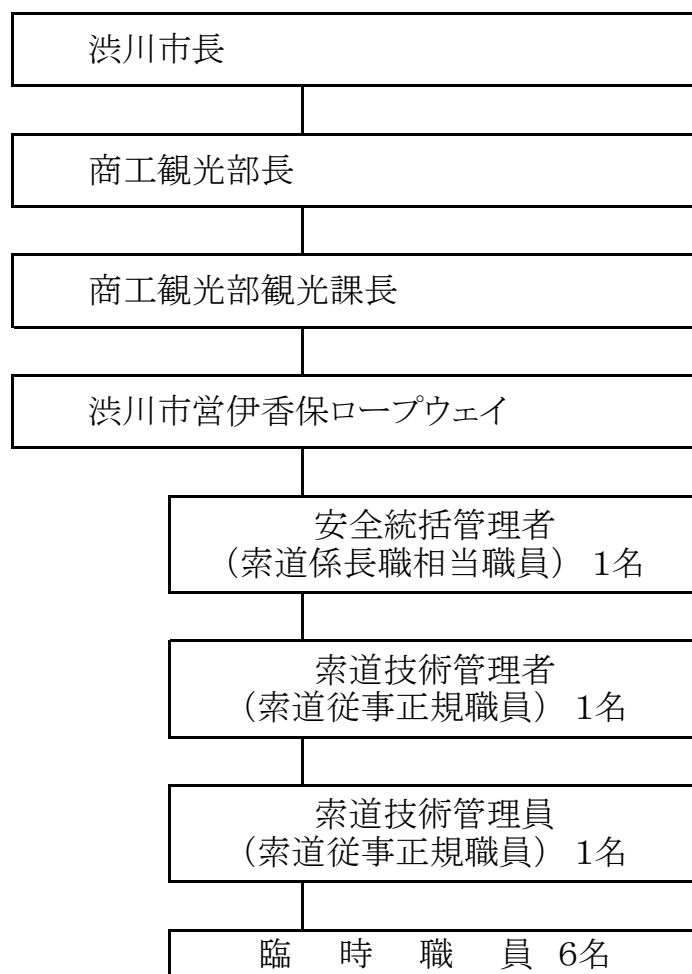 渋川市長
商工観光部長
商工観光部観光課長
渋川市営伊香保ロープウェイ
安全統括管理者
（索道係長職相当職員） 1名
索道技術管理者
（索道従事正規職員） 1名
索道技術管理員
（索道従事正規職員） 1名
臨 時 職 員 6名